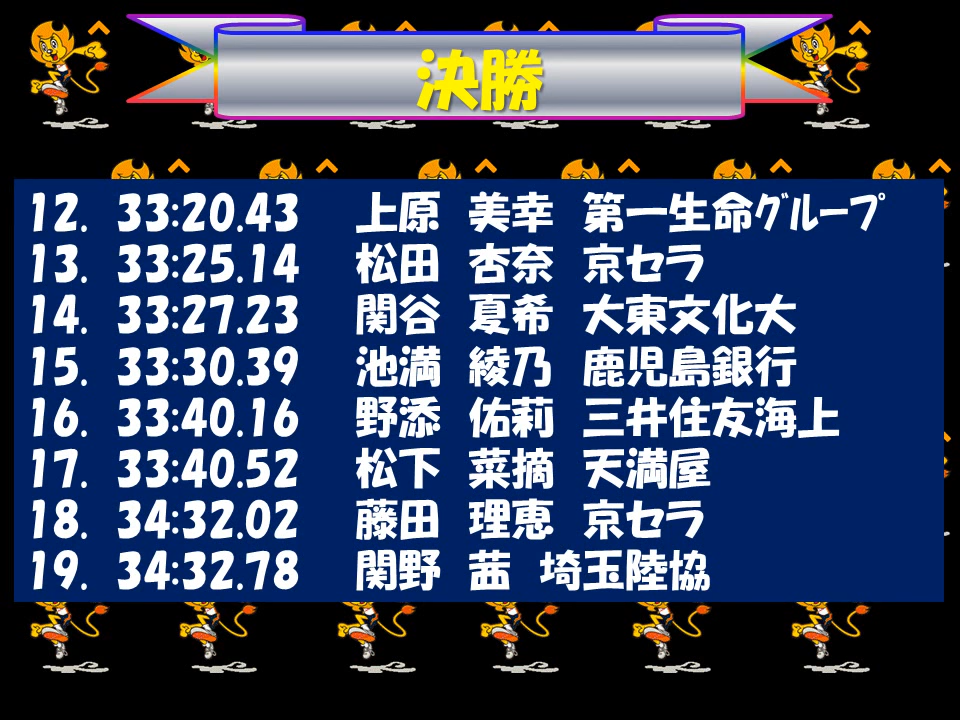 決勝
12. 33:20.43 上原 美幸 第一生命ｸﾞﾙｰﾌﾟ
13. 33:25.14 松田 杏奈 京セラ
14. 33:27.23 関谷 夏希 大東文化大
15. 33:30.39 池満 綾乃 鹿児島銀行
16. 33:40.16 野添 佑莉 三井住友海上
17. 33:40.52 松下 菜摘 天満屋
18. 34:32.02 藤田 理恵 京セラ
19. 34:32.78 関野 茜 埼玉陸協